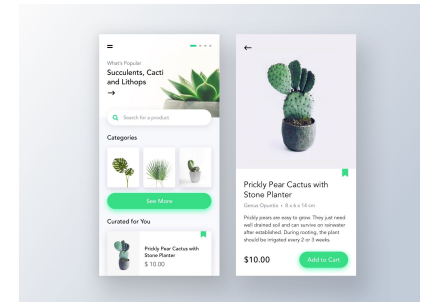 What's Popular
Succulents, Cacti
and Lithops
Search for a product
Categories
See More
Curated for You
Prickly Pear Cactus with
Stone Planter
$ 10.00
Prickly Pear Cactus with
Stone Planter
Genus Opuntia • 8 x 6 x 14 cm
Prickly pears are easy to grow. They just need
well drained soil and can survive on rainwater
after established. During rooting, the plant
should be irrigated every 2 or 3 weeks.
$10.00
Add to Cart